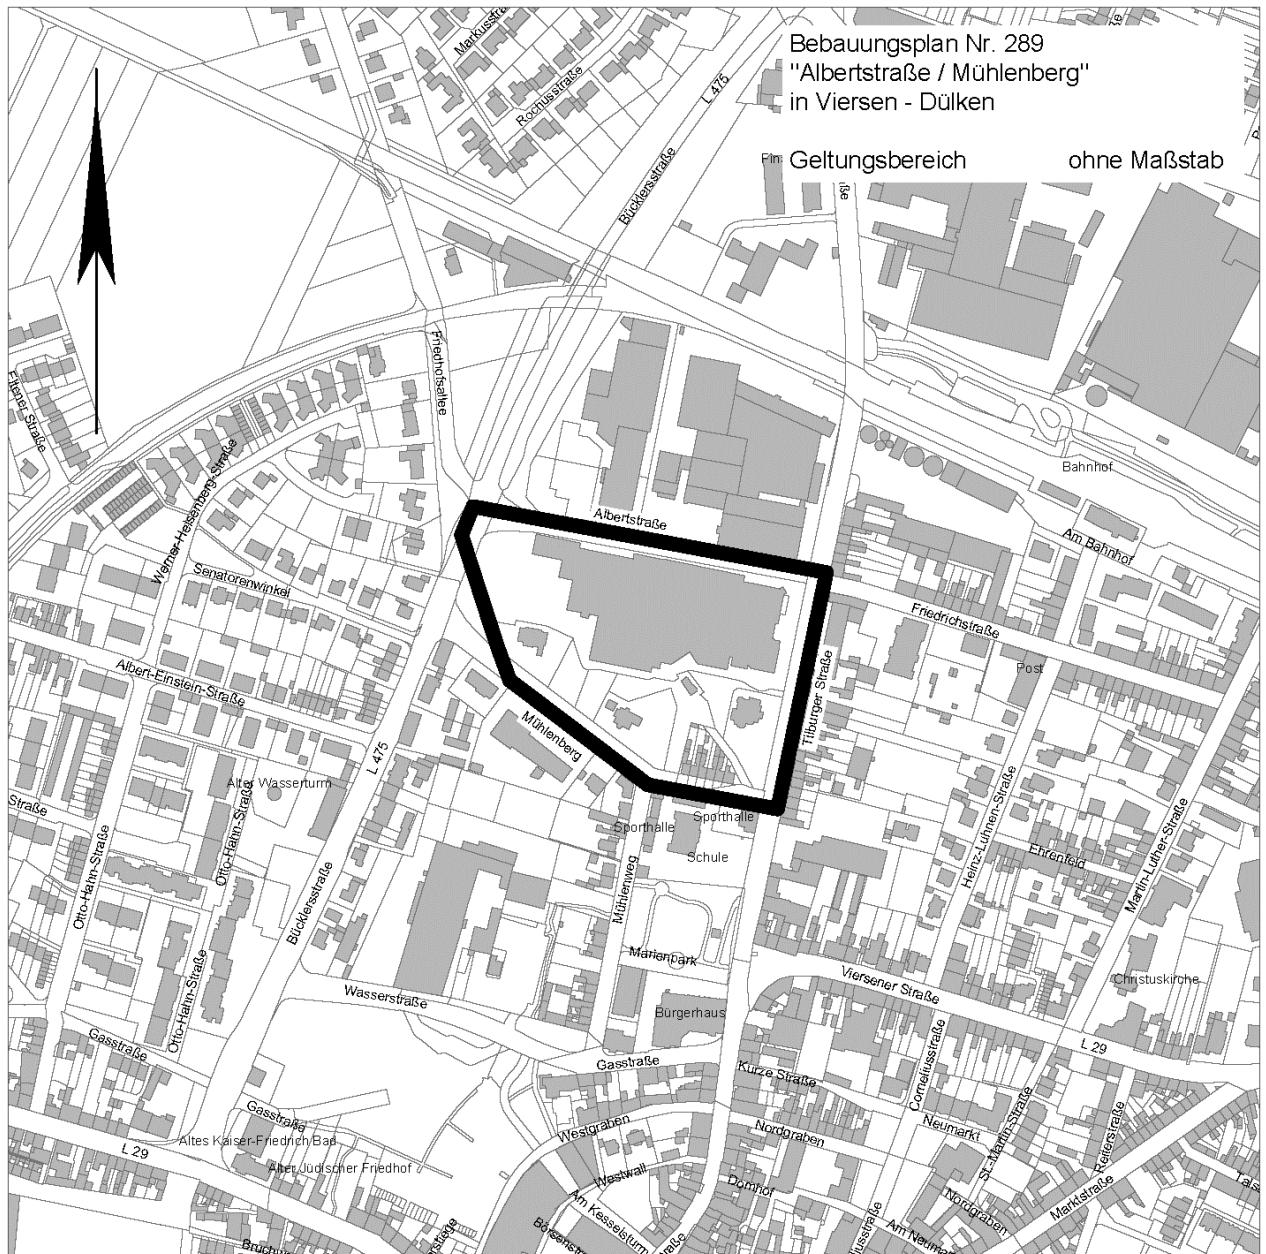 Bebauungsplan Nr. 289
"Albertstraße / Mühlenberg"
in Viersen - Dülken
Geltungsbereich ohne Maßstab
Rochusstraße
L 475
Bücklersstraße
Friedhofsallee
Werner-Heisenberg-Straße
Senatorenwinkel
Albert-Einstein-Straße
Albertstraße
Bahnhof
Am Bahnhof
Friedrichstraße
Post
Tilburger Straße
Mühlenberg
L 475
Alter Wasserturm
Straße
Otto-Hahn-Straße
Otto-Hahn-Straße
Bücklersstraße
Sporthalle
Sporthalle
Schule
Mühlenweg
Heinz-Luhnen-Straße
Ehrenfeld
Martin-Luther-Straße
Marienpark
Viersener Straße
Christuskirche
Otto-Hahn-Straße
Wasserstraße
Bürgerhaus
Gasstraße
Gasstraße
L 29
Kurze Straße
Corneliusstraße
Neumarkt
St.-Martin-Straße
Reiterstraße
Gasstraße
Altes Kaiser-Friedrich Bad
L 29
Alter Jüdischer Friedhof
Westgraben
Nordgraben
Westwall
Domhof
Am Kesselsturm
Nordgraben
Marktstraße